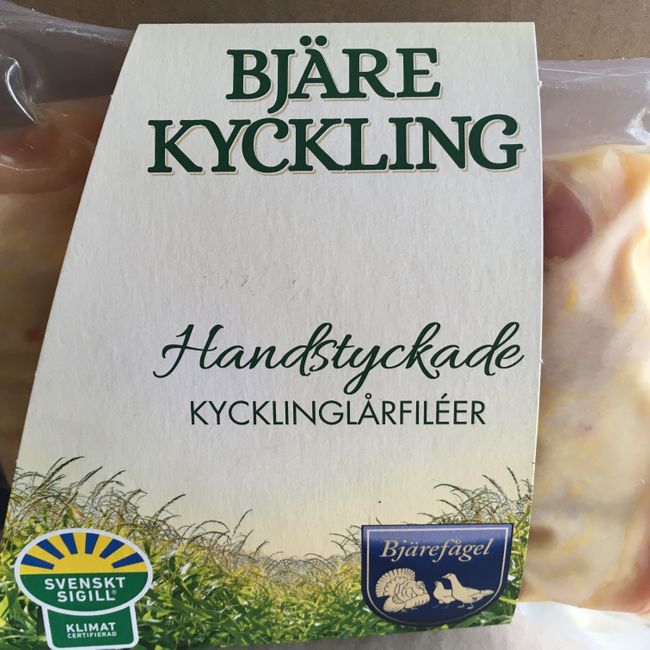 BJÄRE
KYCKLING
Handstyckade
KYCKLINGLÅRFILÉER
SVENSKT
SIGILL®
KLIMAT
CERTIFIERAD
Bjärefågel